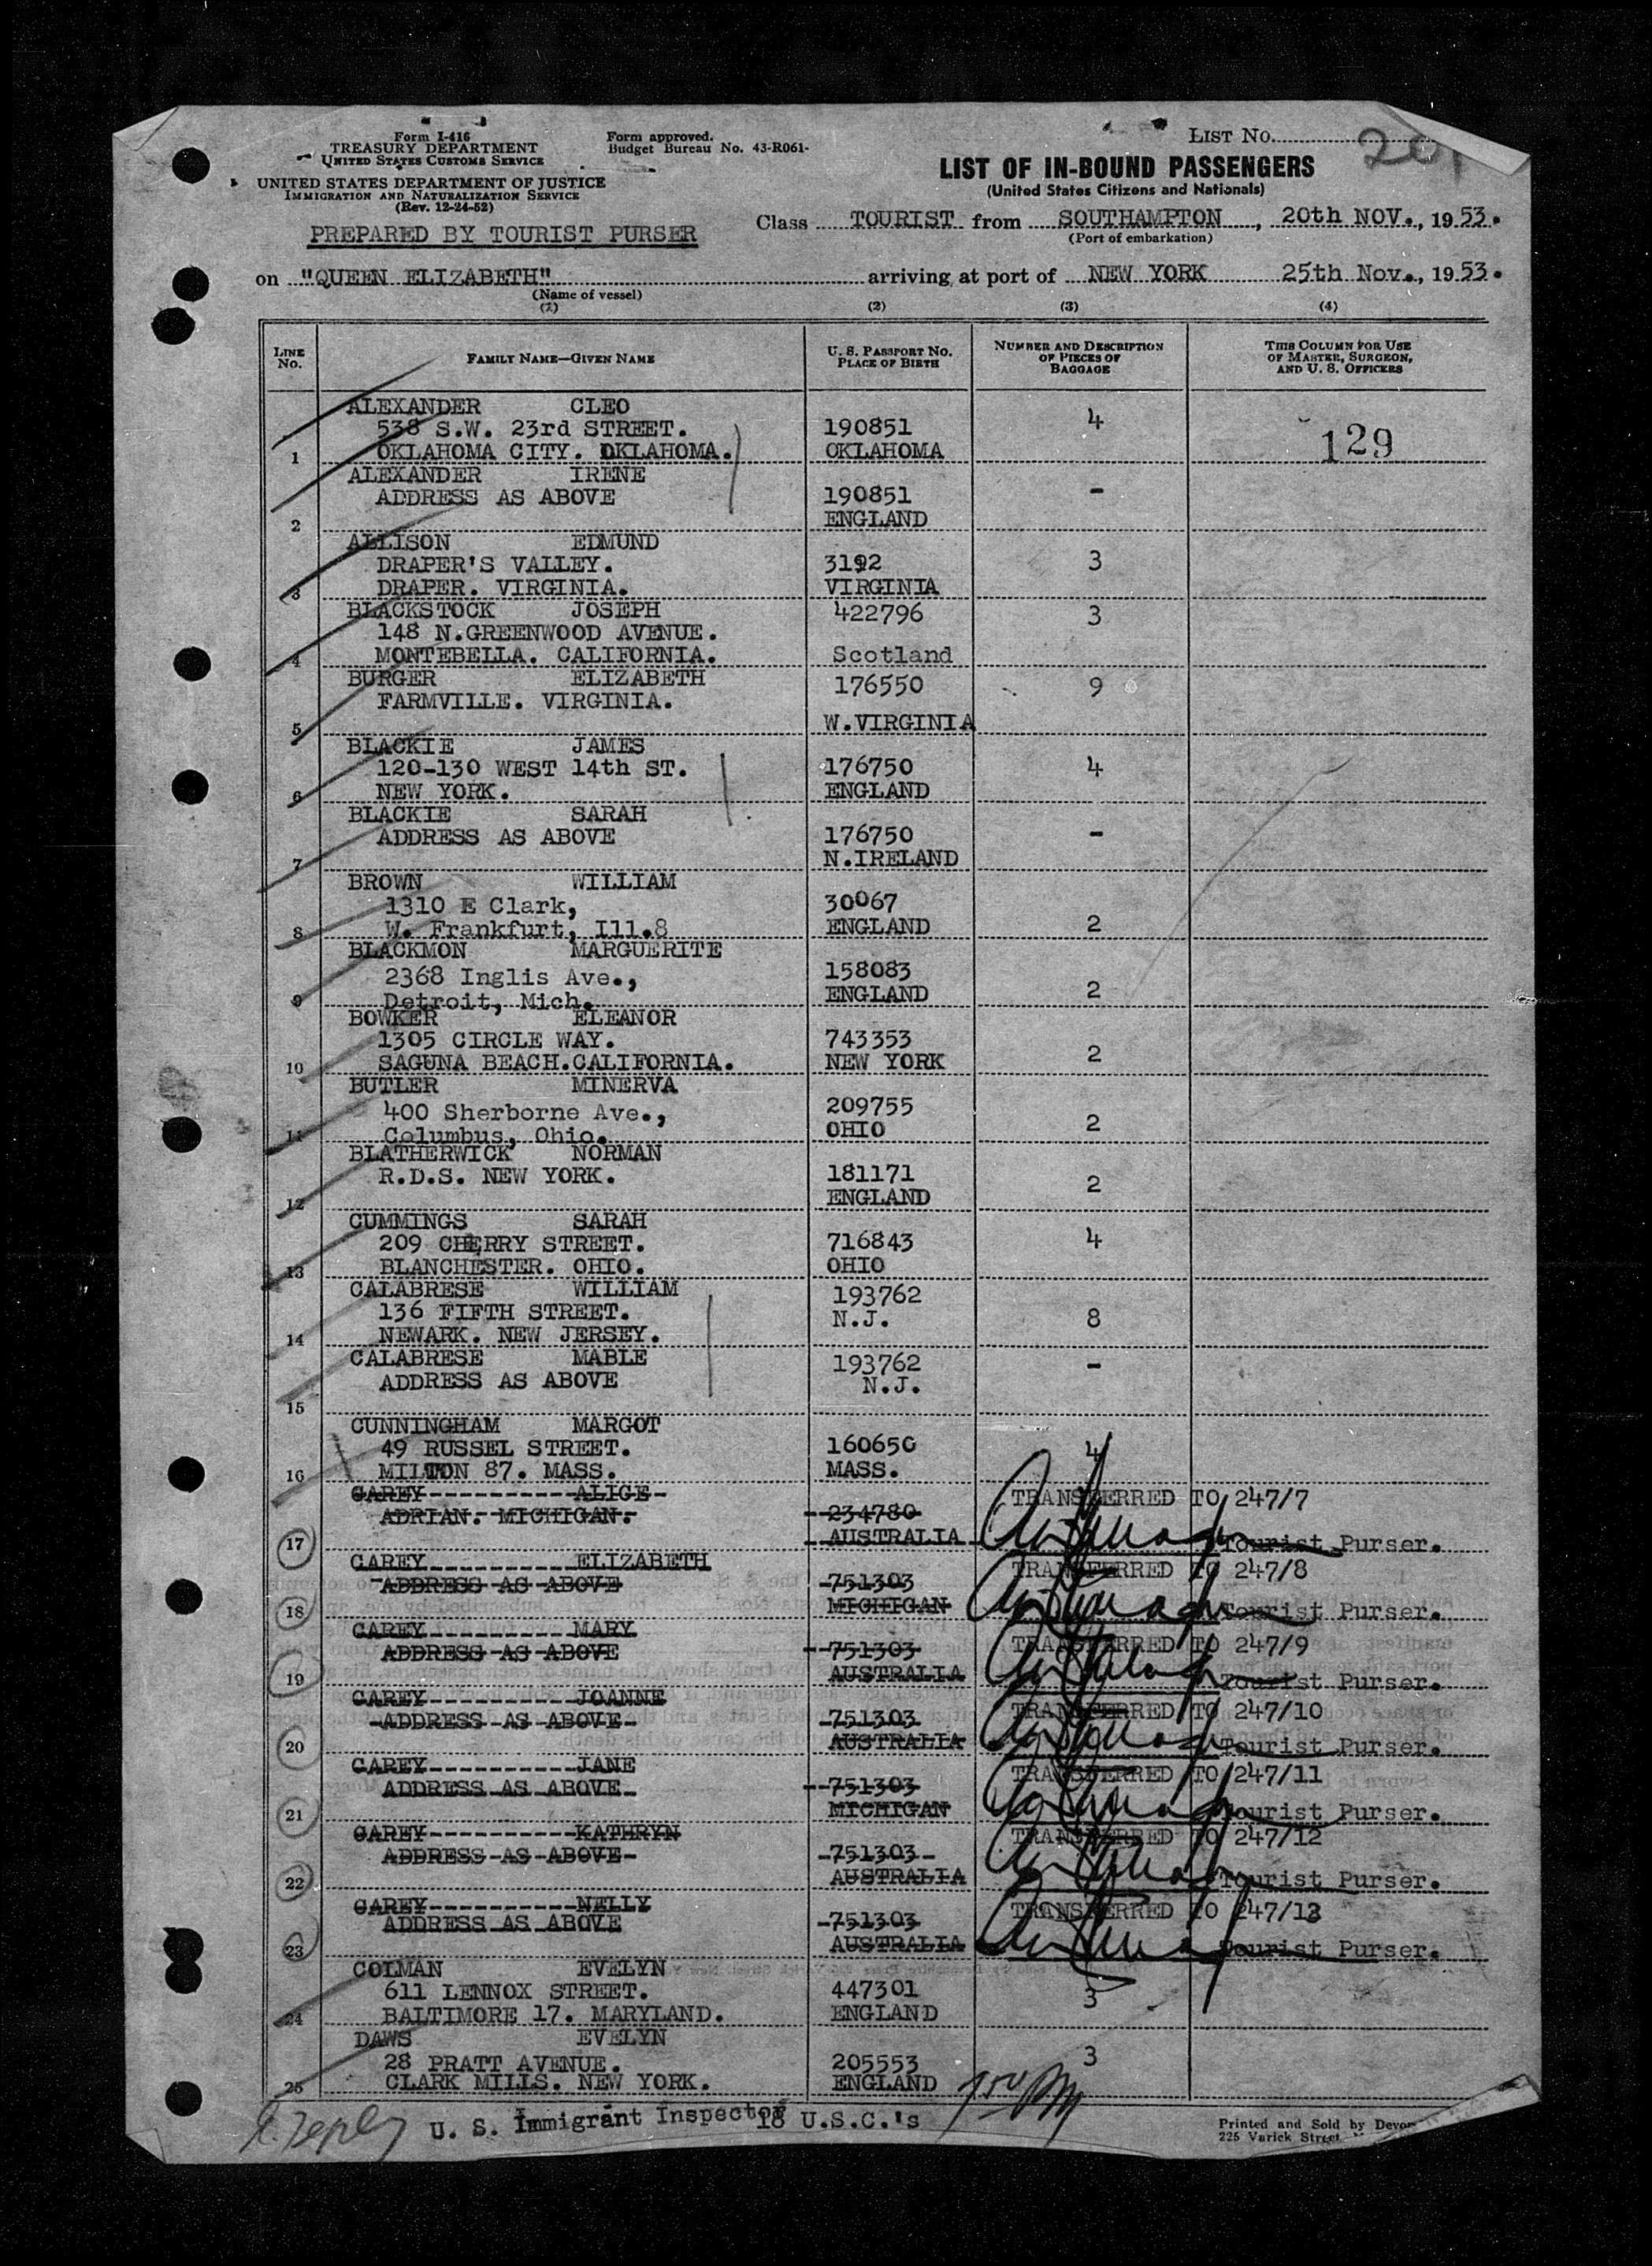 Form I-416
TREASURY DEPARTMENT
UNITED STATES CUSTOMS SERVICE
UNITED STATES DEPARTMENT OF JUSTICE
IMMIGRATION AND NATURALIZATION SERVICE
(Rev. 12-24-52)
PREPARED BY TOURIST PURSER
Form approved.
Budget Bureau No. 43-R061-
LIST No.
LIST OF IN-BOUND PASSENGERS
(United States Citizens and Nationals)
Class TOURIST from SOUTHAMPTON, 20th NOV., 1953.
(Port of embarkation)
on "QUEEN ELIZABETH" arriving at port of NEW YORK 25th Nov., 1953.
(Name of vessel)
(1) (2) (3) (4)
LINE No. FAMILY NAME—GIVEN NAME U. S. PASSPORT No. PLACE OF BIRTH NUMBER AND DESCRIPTION OF PIECES OF BAGGAGE THIS COLUMN FOR USE OF MASTER, SURGEON, AND U. S. OFFICERS
ALEXANDER CLEO 4
538 S.W. 23rd STREET. 190851 129
1 OKLAHOMA CITY. OKLAHOMA. OKLAHOMA
ALEXANDER IRENE
ADDRESS AS ABOVE 190851 -
2 ENGLAND
ALLISON EDMUND
DRAPER'S VALLEY. 3192 3
3 DRAPER. VIRGINIA. VIRGINIA
BLACKSTOCK JOSEPH 422796 3
148 N.GREENWOOD AVENUE.
4 MONTEBELLA. CALIFORNIA. Scotland
BURGER ELIZABETH 176550 9
FARMVILLE. VIRGINIA.
5 W.VIRGINIA
BLACKIE JAMES
120-130 WEST 14th ST. 176750 4
6 NEW YORK. ENGLAND
BLACKIE SARAH
ADDRESS AS ABOVE 176750 -
7 N.IRELAND
BROWN WILLIAM
1310 E Clark, 30067
8 W. Frankfurt, Ill.8 ENGLAND 2
BLACKMON MARGUERITE
2368 Inglis Ave., 158083
9 Detroit, Mich. ENGLAND 2
BOWKER ELEANOR
1305 CIRCLE WAY. 743353
10 SAGUNA BEACH.CALIFORNIA. NEW YORK 2
BUTLER MINERVA
400 Sherborne Ave., 209755
11 Columbus, Ohio. OHIO 2
BLATHERWICK NORMAN
R.D.S. NEW YORK. 181171
12 ENGLAND 2
CUMMINGS SARAH
209 CHERRY STREET. 716843 4
13 BLANCHESTER. OHIO. OHIO
CALABRESE WILLIAM 193762
136 FIFTH STREET. N.J. 8
14 NEWARK. NEW JERSEY.
CALABRESE MABLE 193762 -
ADDRESS AS ABOVE N.J.
15
CUNNINGHAM MARGOT
49 RUSSEL STREET. 160650 4
16 MILTON 87. MASS. MASS.
CAREY ALICE TRANSFERRED TO 247/7
ADRIAN. MICHIGAN. 234780
17 AUSTRALIA Tourist Purser.
CAREY ELIZABETH TRANSFERRED TO 247/8
ADDRESS AS ABOVE 751303
18 MICHIGAN Tourist Purser.
CAREY MARY TRANSFERRED TO 247/9
ADDRESS AS ABOVE 751303
19 AUSTRALIA Tourist Purser.
CAREY JOANNE TRANSFERRED TO 247/10
ADDRESS AS ABOVE 751303
20 AUSTRALIA Tourist Purser.
CAREY JANE TRANSFERRED TO 247/11
ADDRESS AS ABOVE 751303
21 MICHIGAN Tourist Purser.
CAREY KATHRYN TRANSFERRED TO 247/12
ADDRESS AS ABOVE 751303
22 AUSTRALIA Tourist Purser.
CAREY NELLY TRANSFERRED TO 247/13
ADDRESS AS ABOVE 751303
23 AUSTRALIA Tourist Purser.
COLMAN EVELYN
611 LENNOX STREET. 447301 3
24 BALTIMORE 17. MARYLAND. ENGLAND
DAWS EVELYN
28 PRATT AVENUE. 205553 3
25 CLARK MILLS. NEW YORK. ENGLAND
U. S. Immigrant Inspector 18 U.S.C.'s
Printed and Sold by
225 Varick Street